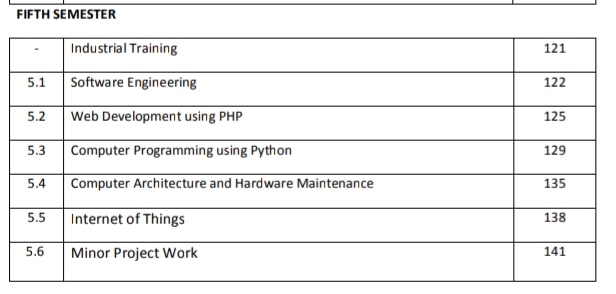 FIFTH SEMESTER
- Industrial Training 121
5.1 Software Engineering 122
5.2 Web Development using PHP 125
5.3 Computer Programming using Python 129
5.4 Computer Architecture and Hardware Maintenance 135
5.5 Internet of Things 138
5.6 Minor Project Work 141